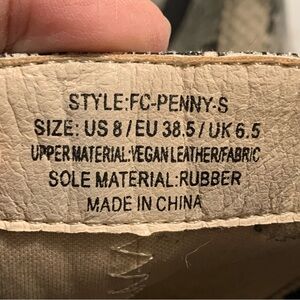 STYLE:FC-PENNY-S
SIZE: US 8 / EU 38.5 / UK 6.5
UPPER MATERIAL:VEGAN LEATHER/FABRIC
SOLE MATERIAL:RUBBER
MADE IN CHINA